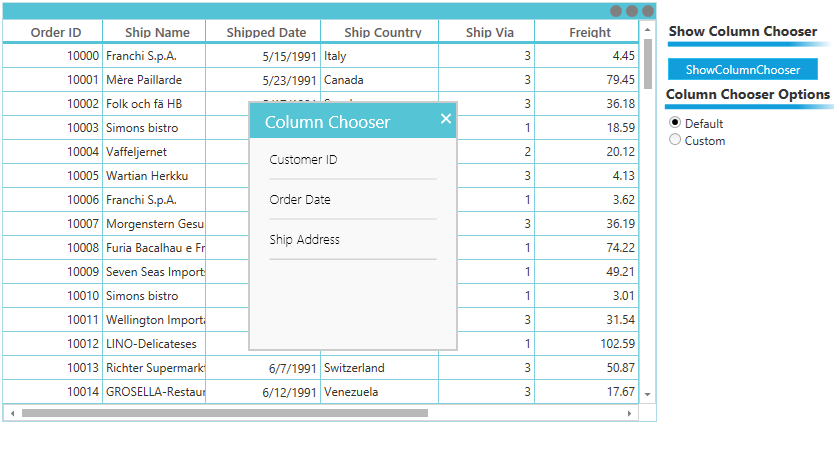 Order ID Ship Name Shipped Date Ship Country Ship Via Freight
10000 Franchi S.p.A. 5/15/1991 Italy 3 4.45
10001 Mère Paillarde 5/23/1991 Canada 3 79.45
10002 Folk och fä HB 3 36.18
10003 Simons bistro 1 18.59
10004 Vaffeljernet 2 20.12
10005 Wartian Herkku 3 4.13
10006 Franchi S.p.A. 1 3.62
10007 Morgenstern Gesu 3 36.19
10008 Furia Bacalhau e Fr 1 74.22
10009 Seven Seas Imports 1 49.21
10010 Simons bistro 1 3.01
10011 Wellington Importa 3 31.54
10012 LINO-Delicateses 1 102.59
10013 Richter Supermarkt 6/7/1991 Switzerland 3 50.87
10014 GROSELLA-Restaur 6/12/1991 Venezuela 3 17.67
Column Chooser
Customer ID
Order Date
Ship Address
Show Column Chooser
ShowColumnChooser
Column Chooser Options
Default
Custom